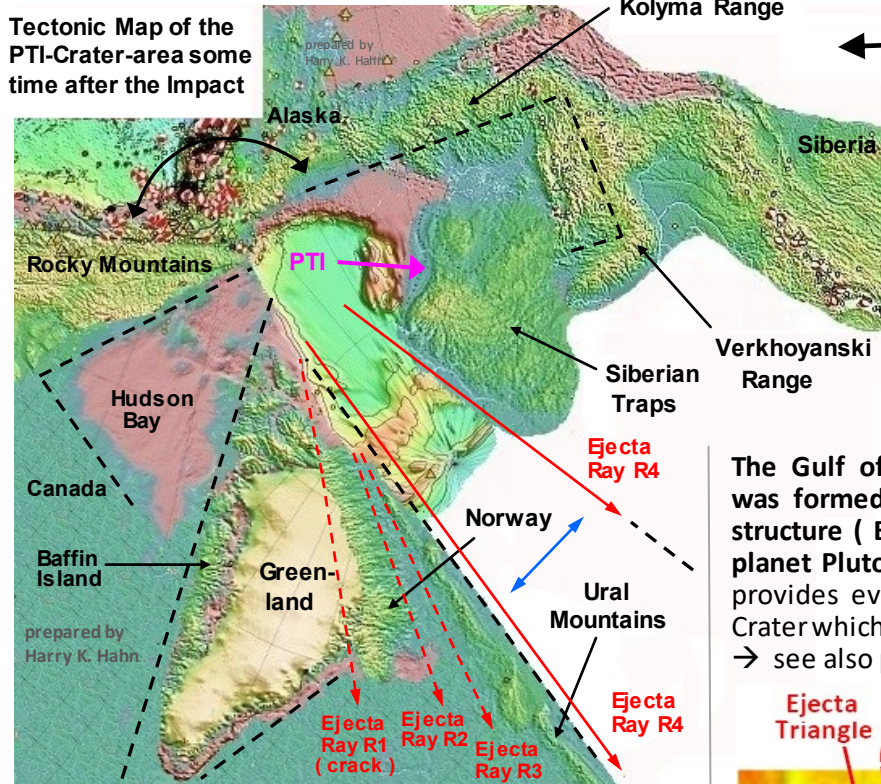 Tectonic Map of the
PTI-Crater-area some
time after the Impact
prepared by
Harry K. Hahn
Kolyma Range
Alaska
Siberia
Rocky Mountains
PTI
Verkhoyanski
Range
Siberian
Traps
Hudson
Bay
Canada
Ejecta
Ray R4
Norway
Baffin
Island
Green-
land
Ural
Mountains
prepared by
Harry K. Hahn
Ejecta
Ray R1
( crack )
Ejecta
Ray R2
Ejecta
Ray R3
Ejecta
Ray R4
The Gulf of
was formed
structure ( E
planet Pluto
provides ev
Crater which
→ see also
Ejecta
Triangle